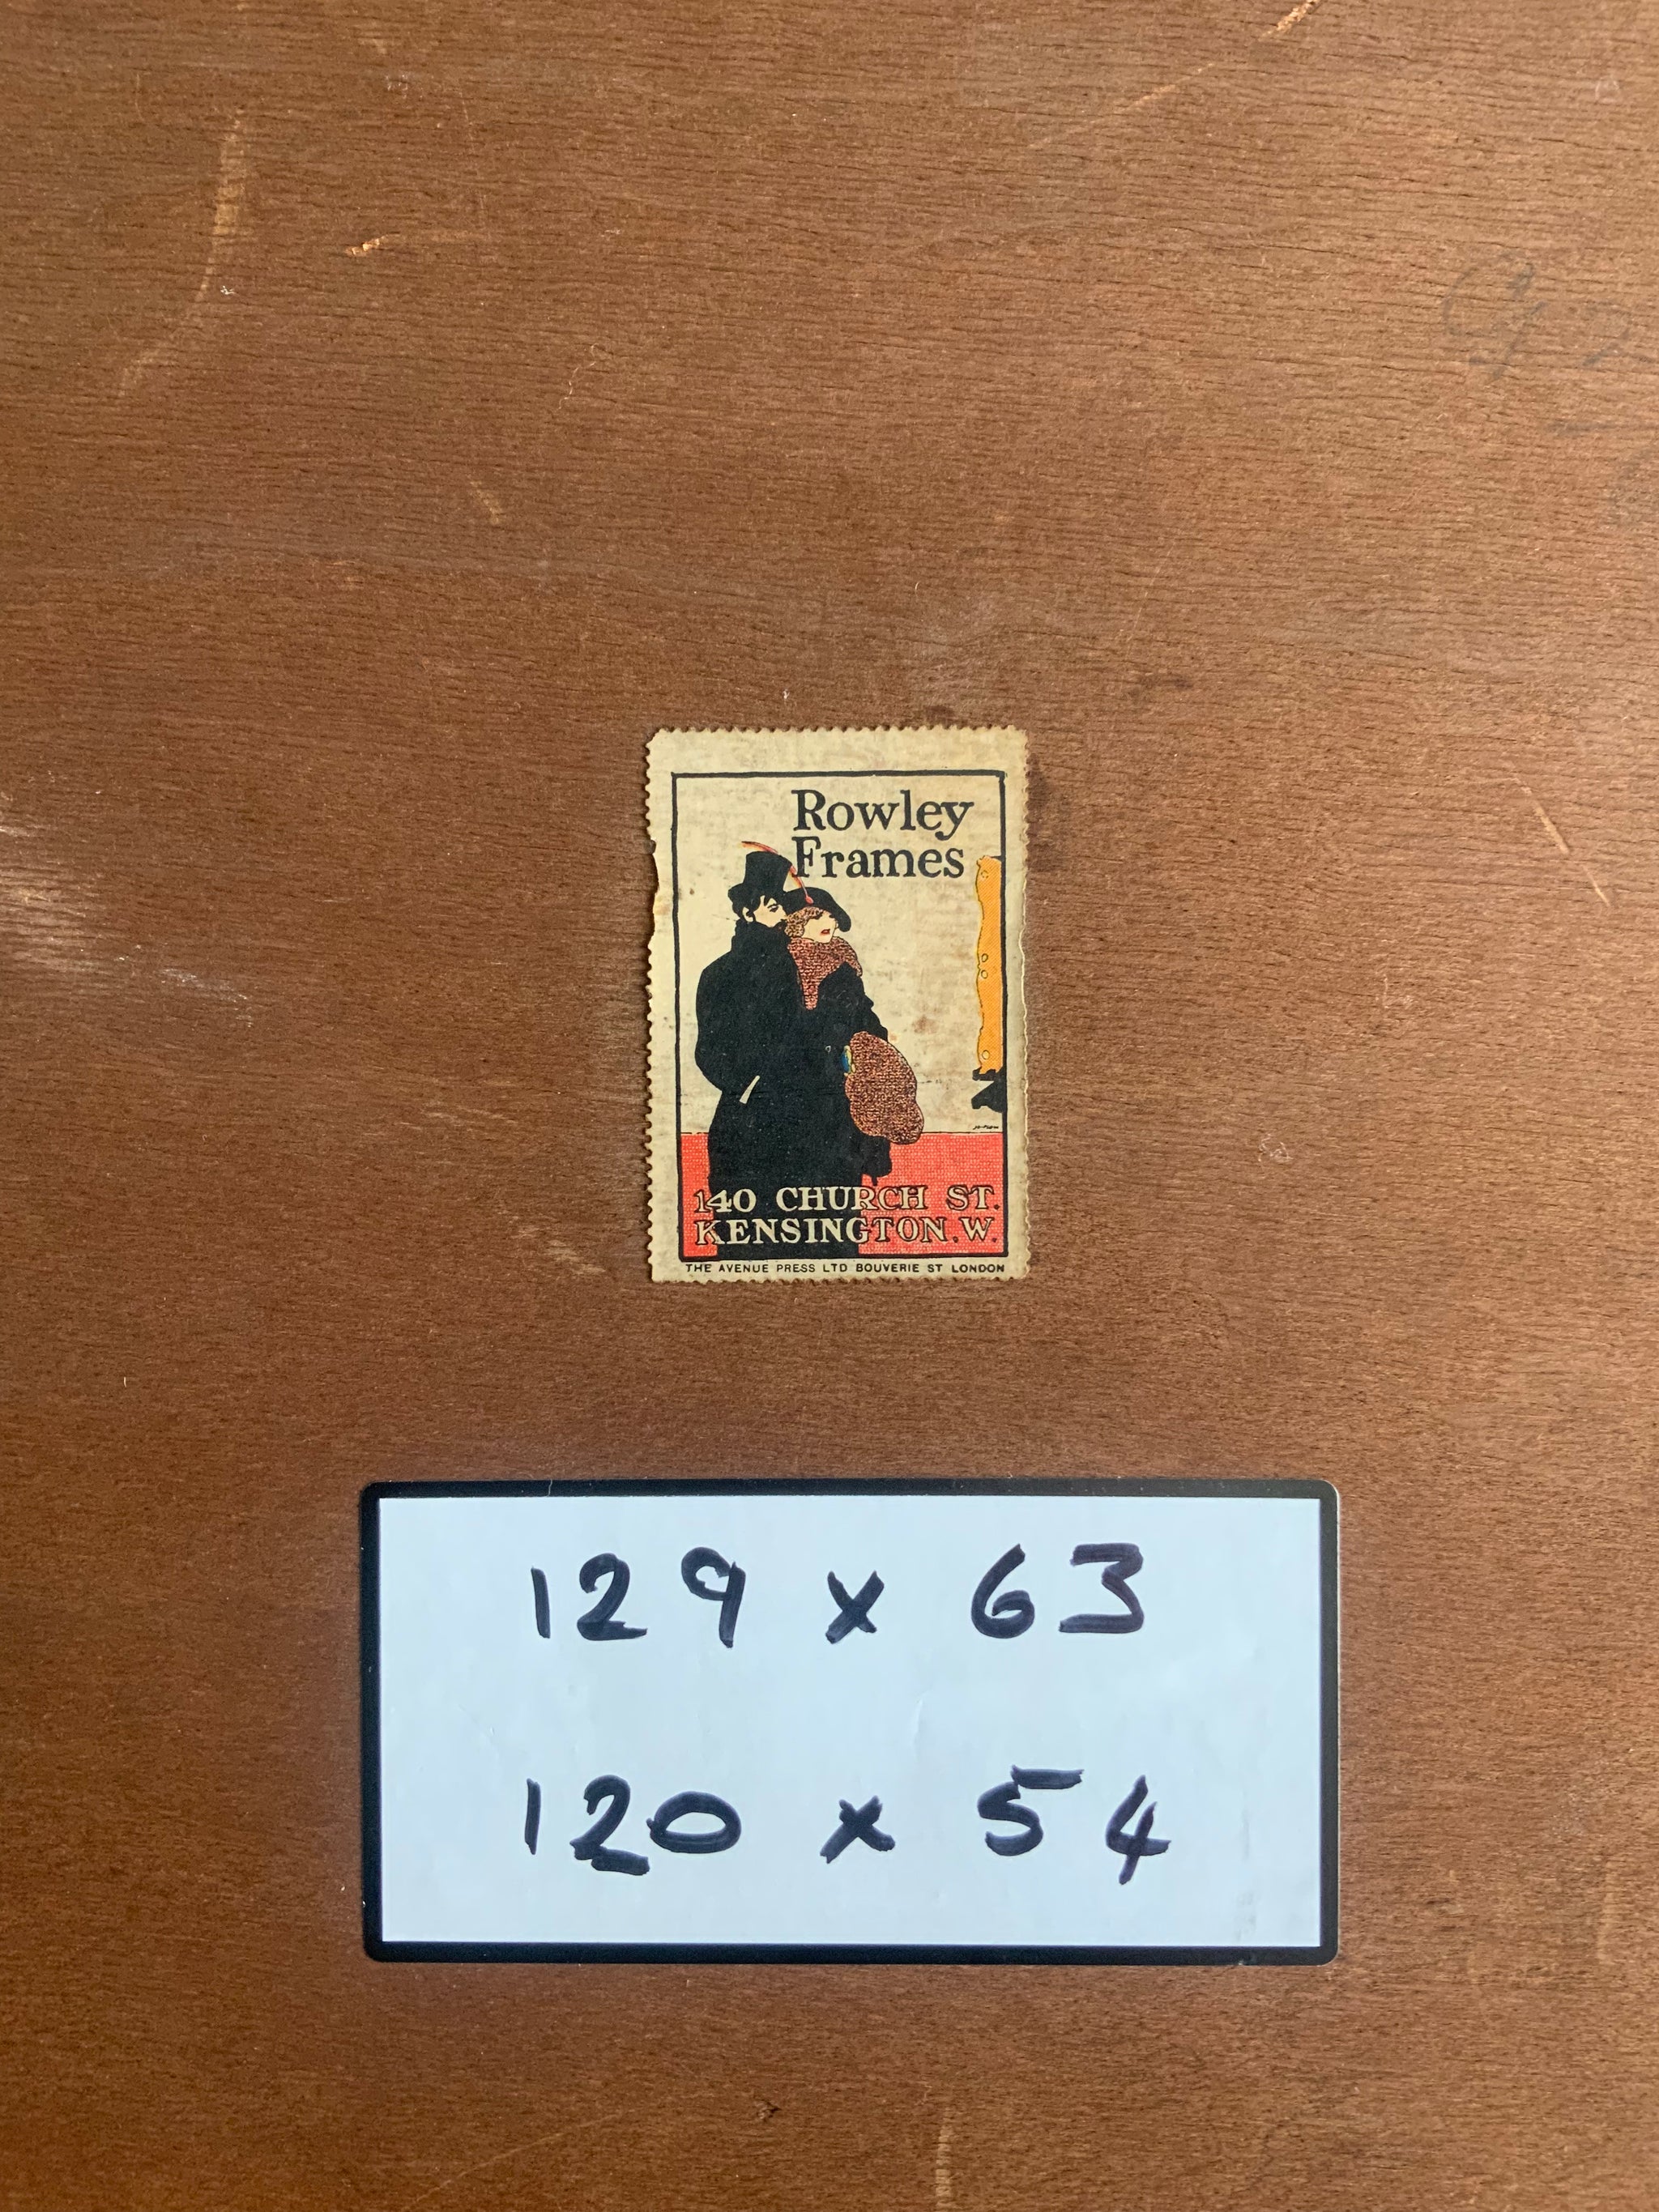 Rowley
Frames
140 CHURCH ST.
KENSINGTON.W.
THE AVENUE PRESS LTD BOUVERIE ST LONDON
129 x 63
120 x 54